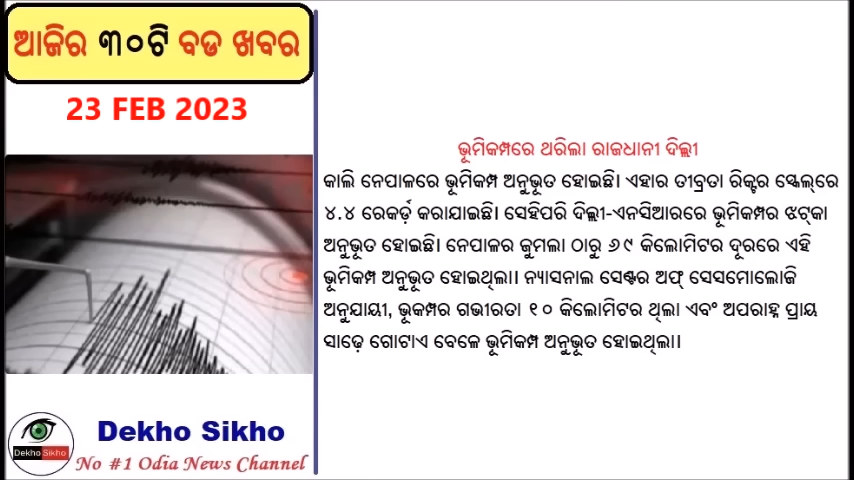 ଆଜିର ୩୦ଟି ବଡ ଖବର
23 FEB 2023
ଭୂମିକମ୍ପରେ ଥରିଲା ରାଜଧାନୀ ଦିଲ୍ଲୀ
କାଲି ନେପାଳରେ ଭୂମିକମ୍ପ ଅନୁଭୂତ ହୋଇଛି। ଏହାର ତୀବ୍ରତା ରିକ୍ଟର ସ୍କେଲ୍‌ରେ
୪.୪ ରେକର୍ଡ଼ କରାଯାଇଛି। ସେହିପରି ଦିଲ୍ଲୀ-ଏନସିଆରରେ ଭୂମିକମ୍ପର ଝଟ୍‌କା
ଅନୁଭୂତ ହୋଇଛି। ନେପାଳର ଜୁମଲା ଠାରୁ ୬୯ କିଲୋମିଟର ଦୂରରେ ଏହି
ଭୂମିକମ୍ପ ଅନୁଭୂତ ହୋଇଥିଲା। ନ୍ୟାସନାଲ ସେଣ୍ଟର ଅଫ୍ ସେସମୋଲୋଜି
ଅନୁଯାୟୀ, ଭୂକମ୍ପର ଗଭୀରତା ୧୦ କିଲୋମିଟର ଥିଲା ଏବଂ ଅପରାହ୍ନ ପ୍ରାୟ
ସାଢ଼େ ଗୋଟାଏ ବେଳେ ଭୂମିକମ୍ପ ଅନୁଭୂତ ହୋଇଥିଲା।
Dekho Sikho
Dekho Sikho
No #1 Odia News Channel